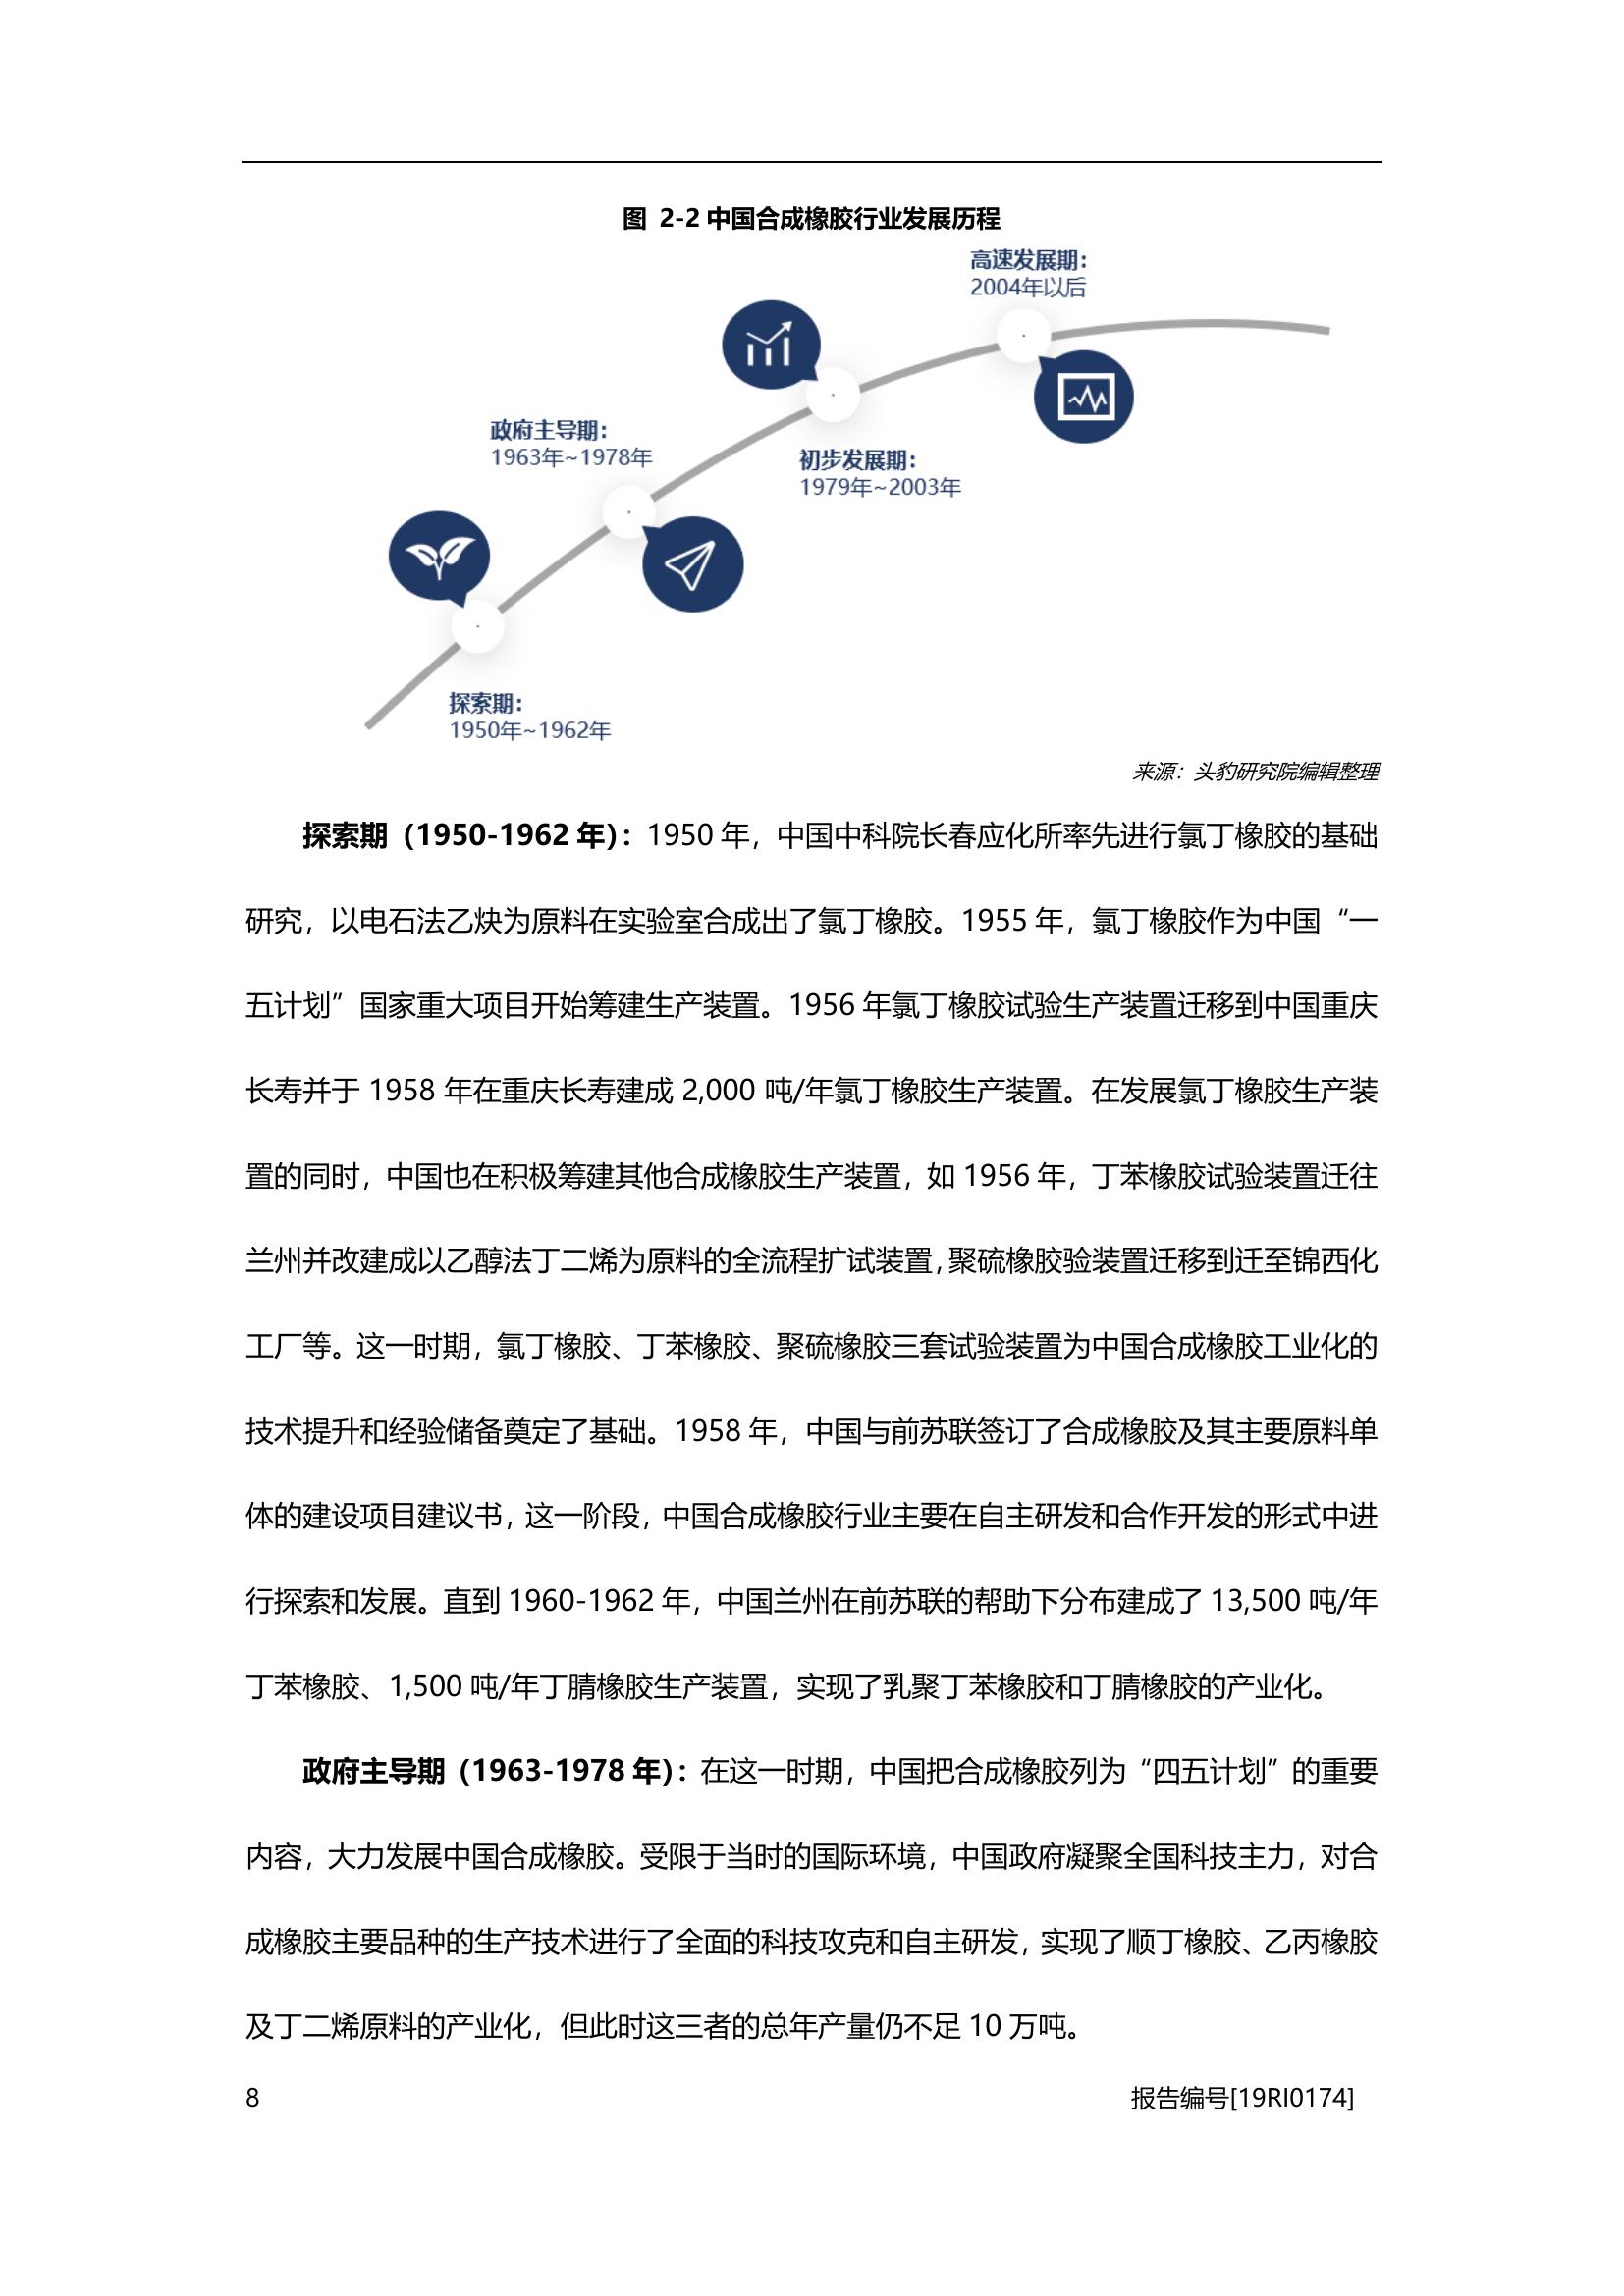 图 2-2 中国合成橡胶行业发展历程
高速发展期：
2004年以后
政府主导期：
1963年~1978年
初步发展期：
1979年~2003年
探索期：
1950年~1962年
来源：头豹研究院编辑整理
探索期（1950-1962 年）：1950 年，中国中科院长春应化所率先进行氯丁橡胶的基础
研究，以电石法乙炔为原料在实验室合成出了氯丁橡胶。1955 年，氯丁橡胶作为中国“一
五计划”国家重大项目开始筹建生产装置。1956 年氯丁橡胶试验生产装置迁移到中国重庆
长寿并于 1958 年在重庆长寿建成 2,000 吨/年氯丁橡胶生产装置。在发展氯丁橡胶生产装
置的同时，中国也在积极筹建其他合成橡胶生产装置，如 1956 年，丁苯橡胶试验装置迁往
兰州并改建成以乙醇法丁二烯为原料的全流程扩试装置，聚硫橡胶验装置迁移到迁至锦西化
工厂等。这一时期，氯丁橡胶、丁苯橡胶、聚硫橡胶三套试验装置为中国合成橡胶工业化的
技术提升和经验储备奠定了基础。1958 年，中国与前苏联签订了合成橡胶及其主要原料单
体的建设项目建议书，这一阶段，中国合成橡胶行业主要在自主研发和合作开发的形式中进
行探索和发展。直到 1960-1962 年，中国兰州在前苏联的帮助下分布建成了 13,500 吨/年
丁苯橡胶、1,500 吨/年丁腈橡胶生产装置，实现了乳聚丁苯橡胶和丁腈橡胶的产业化。
政府主导期（1963-1978 年）：在这一时期，中国把合成橡胶列为“四五计划”的重要
内容，大力发展中国合成橡胶。受限于当时的国际环境，中国政府凝聚全国科技主力，对合
成橡胶主要品种的生产技术进行了全面的科技攻克和自主研发，实现了顺丁橡胶、乙丙橡胶
及丁二烯原料的产业化，但此时这三者的总年产量仍不足 10 万吨。
8
报告编号[19RI0174]